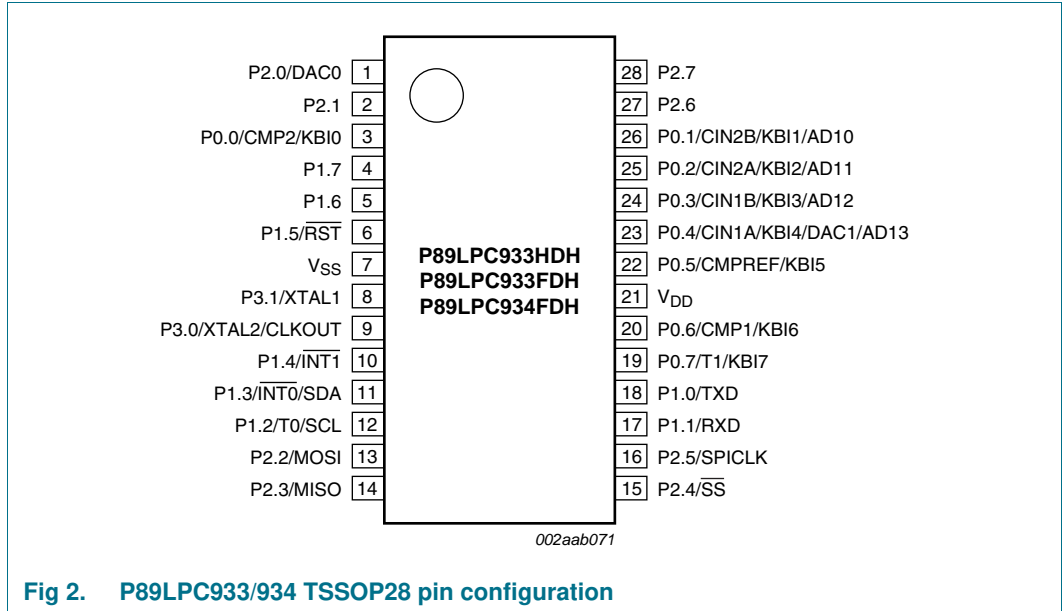 P2.0/DAC0 1
P2.1 2
P0.0/CMP2/KBI0 3
P1.7 4
P1.6 5
P1.5/R̅S̅T̅ 6
VSS 7
P3.1/XTAL1 8
P3.0/XTAL2/CLKOUT 9
P1.4/I̅N̅T̅1̅ 10
P1.3/I̅N̅T̅0̅/SDA 11
P1.2/T0/SCL 12
P2.2/MOSI 13
P2.3/MISO 14
P89LPC933HDH
P89LPC933FDH
P89LPC934FDH
28 P2.7
27 P2.6
26 P0.1/CIN2B/KBI1/AD10
25 P0.2/CIN2A/KBI2/AD11
24 P0.3/CIN1B/KBI3/AD12
23 P0.4/CIN1A/KBI4/DAC1/AD13
22 P0.5/CMPREF/KBI5
21 VDD
20 P0.6/CMP1/KBI6
19 P0.7/T1/KBI7
18 P1.0/TXD
17 P1.1/RXD
16 P2.5/SPICLK
15 P2.4/S̅S̅
002aab071
Fig 2. P89LPC933/934 TSSOP28 pin configuration